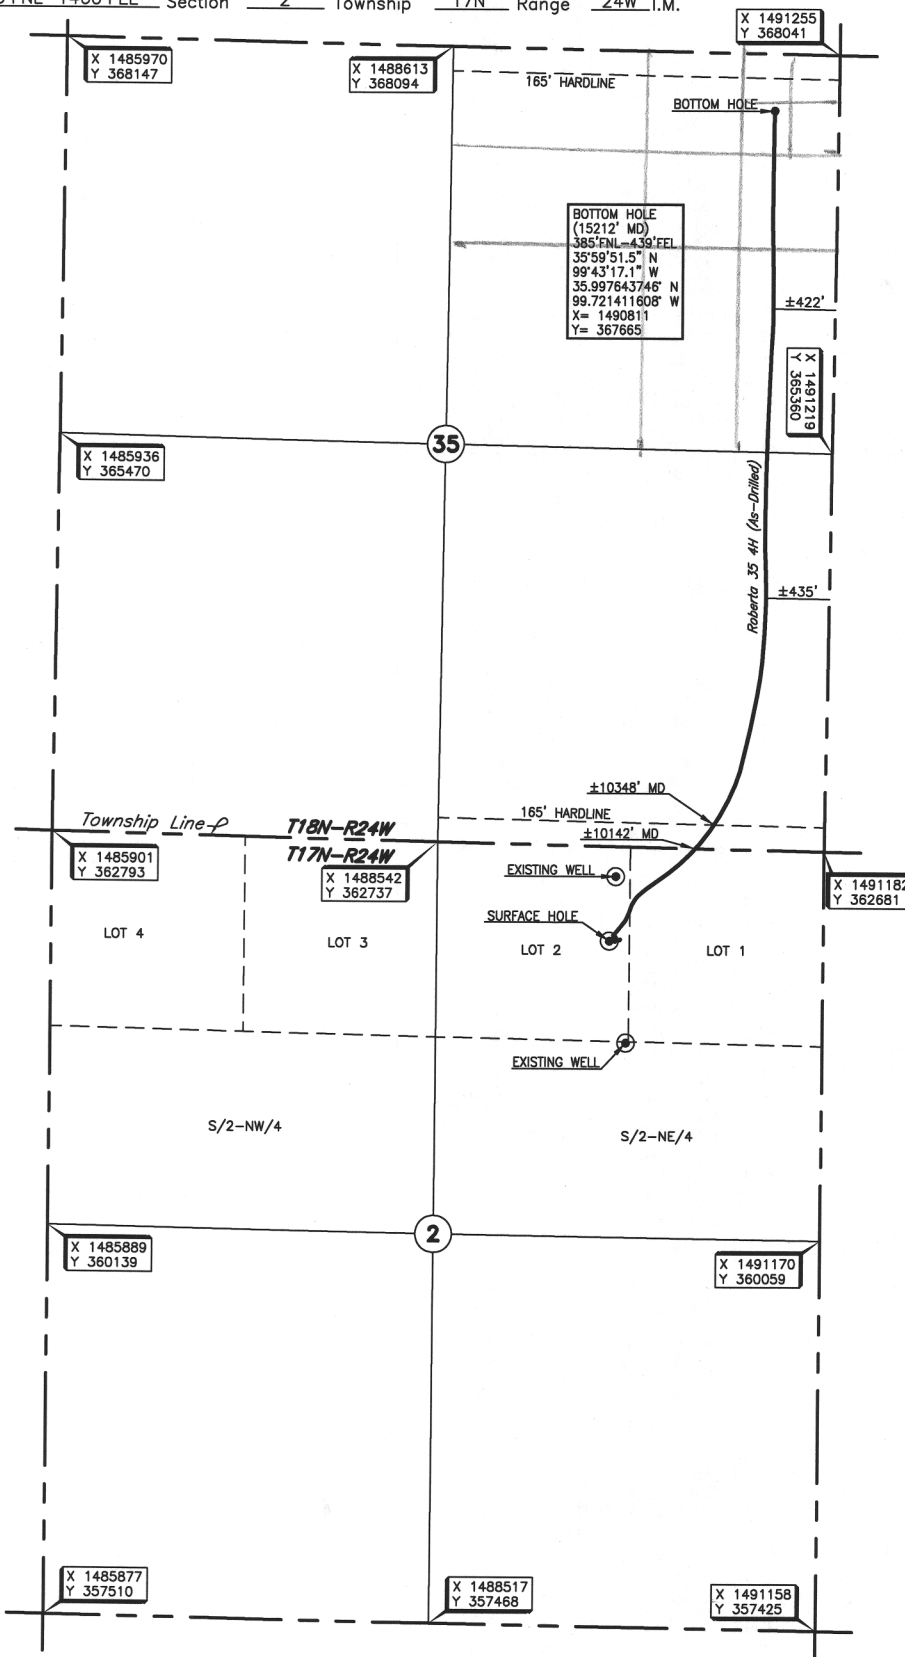 Section 2 Township 17N Range 24W I.M.
X 1491255
Y 368041
X 1485970
Y 368147
X 1488613
Y 368094
165' HARDLINE
BOTTOM HOLE
BOTTOM HOLE
(15212' MD)
385'FNL-439'FEL
35°59'51.5" N
99°43'17.1" W
35.997643746° N
99.721411608° W
X= 1490811
Y= 367665
±422'
X 1491219
Y 365360
35
X 1485936
Y 365470
Roberta 35 4H (As-Drilled)
±435'
±10348' MD
165' HARDLINE
Township Line
T18N-R24W
±10142' MD
T17N-R24W
X 1485901
Y 362793
X 1488542
Y 362737
EXISTING WELL
X 1491182
Y 362681
SURFACE HOLE
LOT 4
LOT 3
LOT 2
LOT 1
EXISTING WELL
S/2-NW/4
S/2-NE/4
2
X 1485889
Y 360139
X 1491170
Y 360059
X 1485877
Y 357510
X 1488517
Y 357468
X 1491158
Y 357425